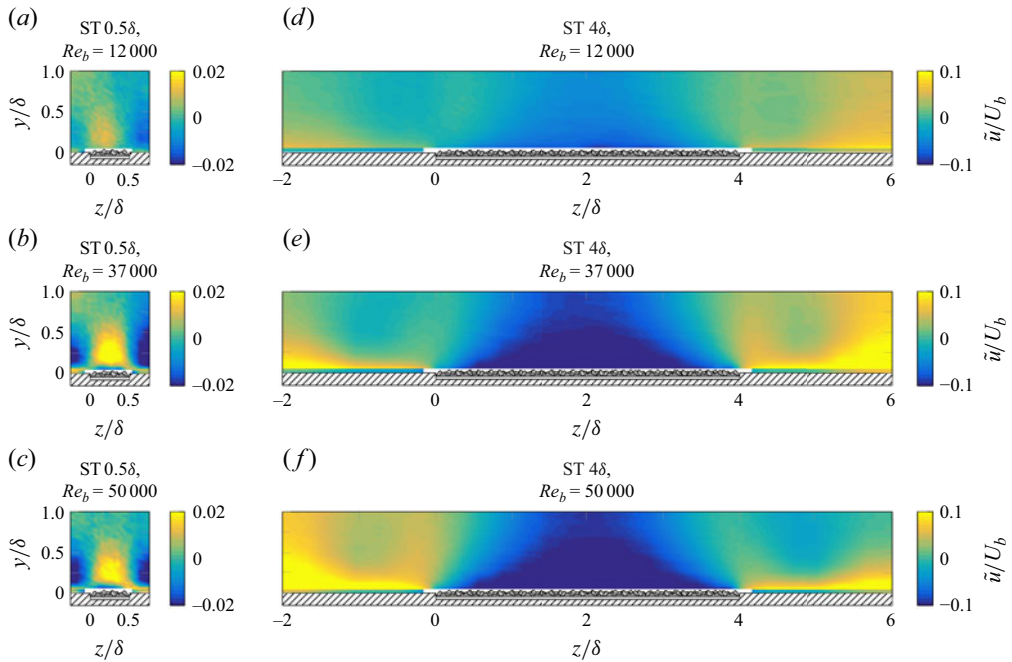 (a)
ST 0.5δ,
Re_b = 12 000
1.0
0.5
0
y/δ
0 0.5
z/δ
0.02
0
−0.02
(d)
ST 4δ,
Re_b = 12 000
−2 0 2 4 6
z/δ
0.1
0
−0.1
ũ/U_b
(b)
ST 0.5δ,
Re_b = 37 000
1.0
0.5
0
y/δ
0 0.5
z/δ
0.02
0
−0.02
(e)
ST 4δ,
Re_b = 37 000
−2 0 2 4 6
z/δ
0.1
0
−0.1
ũ/U_b
(c)
ST 0.5δ,
Re_b = 50 000
1.0
0.5
0
y/δ
0 0.5
z/δ
0.02
0
−0.02
(f)
ST 4δ,
Re_b = 50 000
−2 0 2 4 6
z/δ
0.1
0
−0.1
ũ/U_b